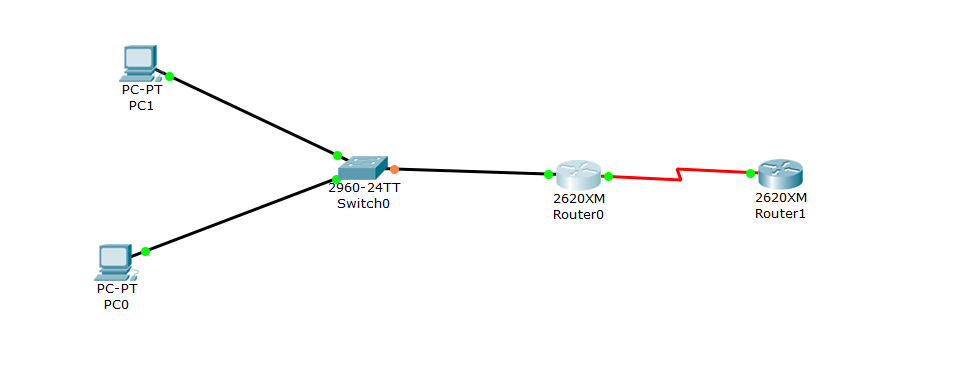 PC-PT
PC1
2960-24TT
Switch0
2620XM
Router0
2620XM
Router1
PC-PT
PC0